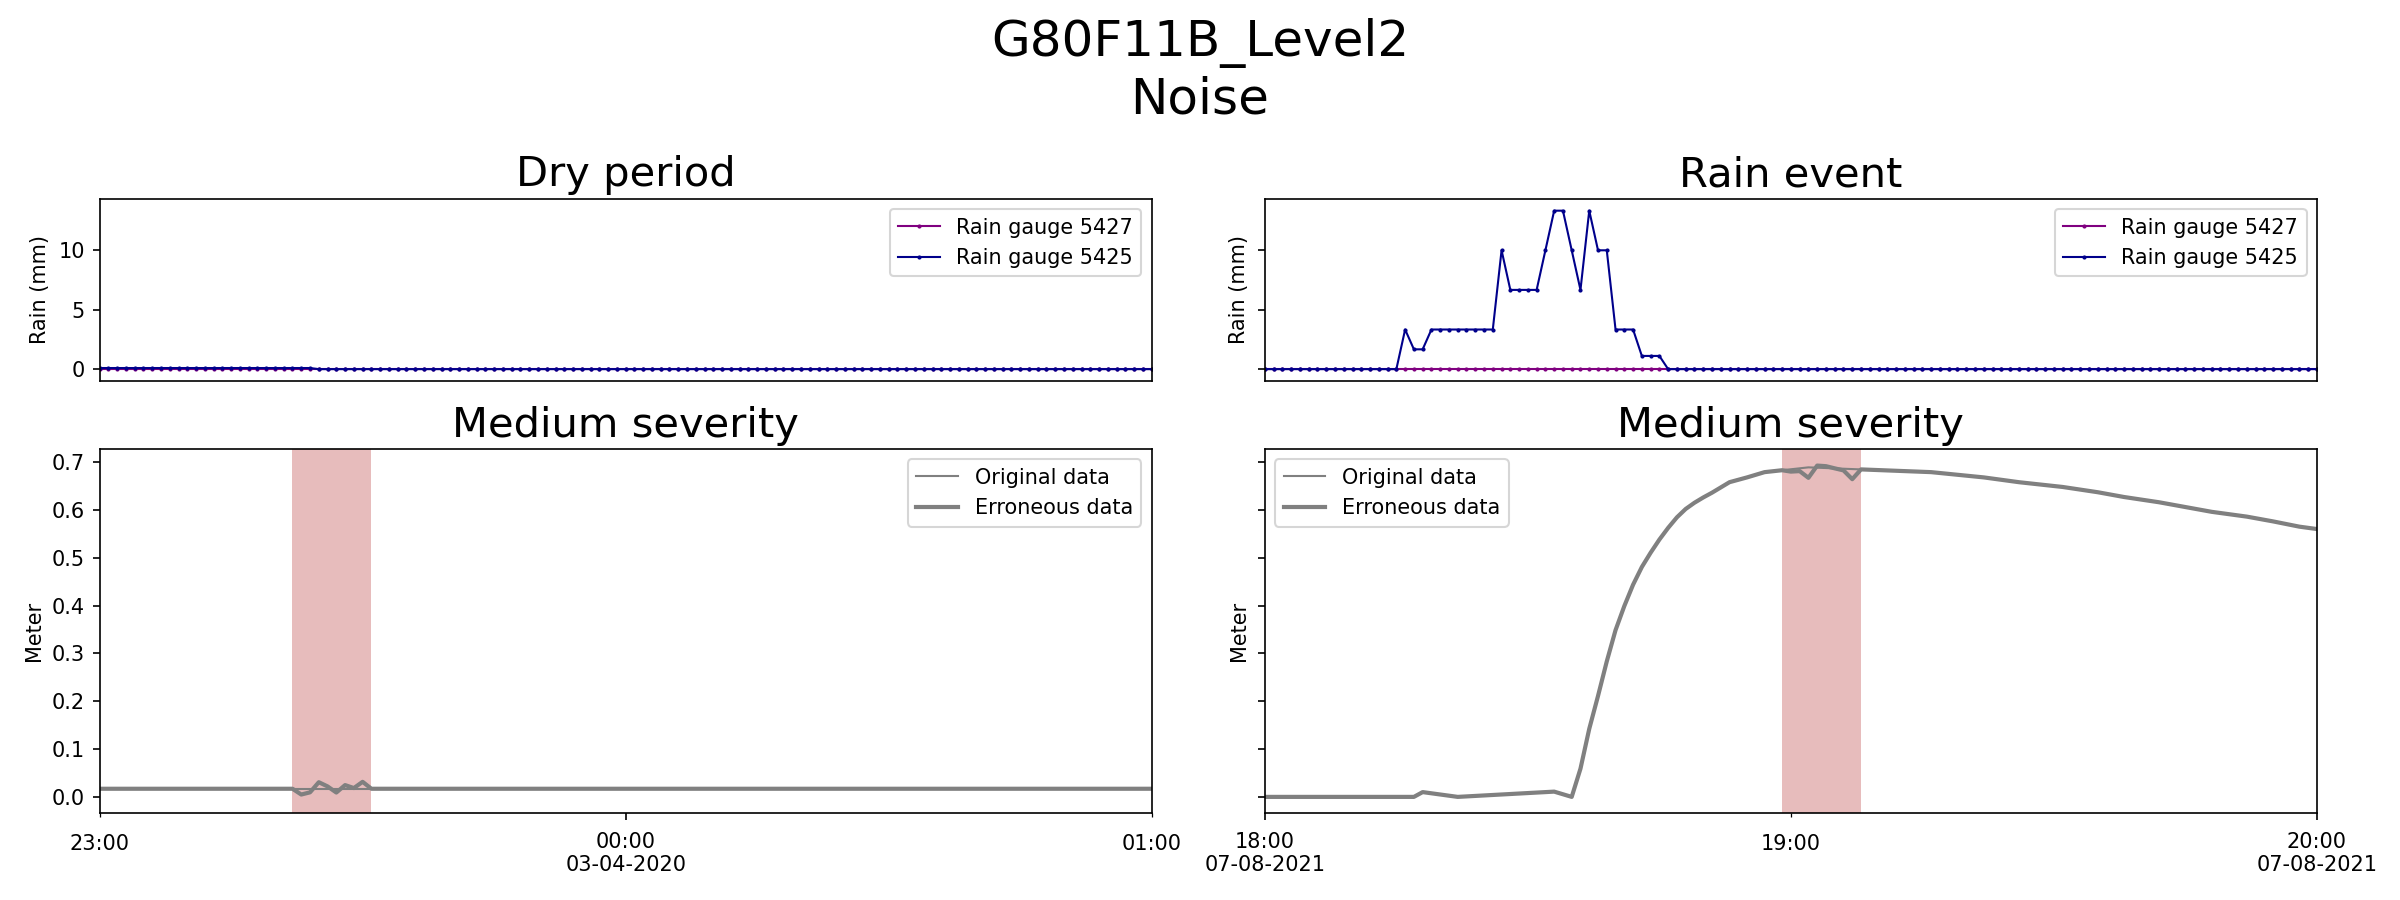 G80F11B_Level2
Noise
Dry period
Rain (mm)
10
5
0
Rain gauge 5427
Rain gauge 5425
Rain event
Rain (mm)
Rain gauge 5427
Rain gauge 5425
Medium severity
Meter
0.7
0.6
0.5
0.4
0.3
0.2
0.1
0.0
Original data
Erroneous data
23:00
00:00
03-04-2020
01:00
Medium severity
Meter
Original data
Erroneous data
18:00
07-08-2021
19:00
20:00
07-08-2021